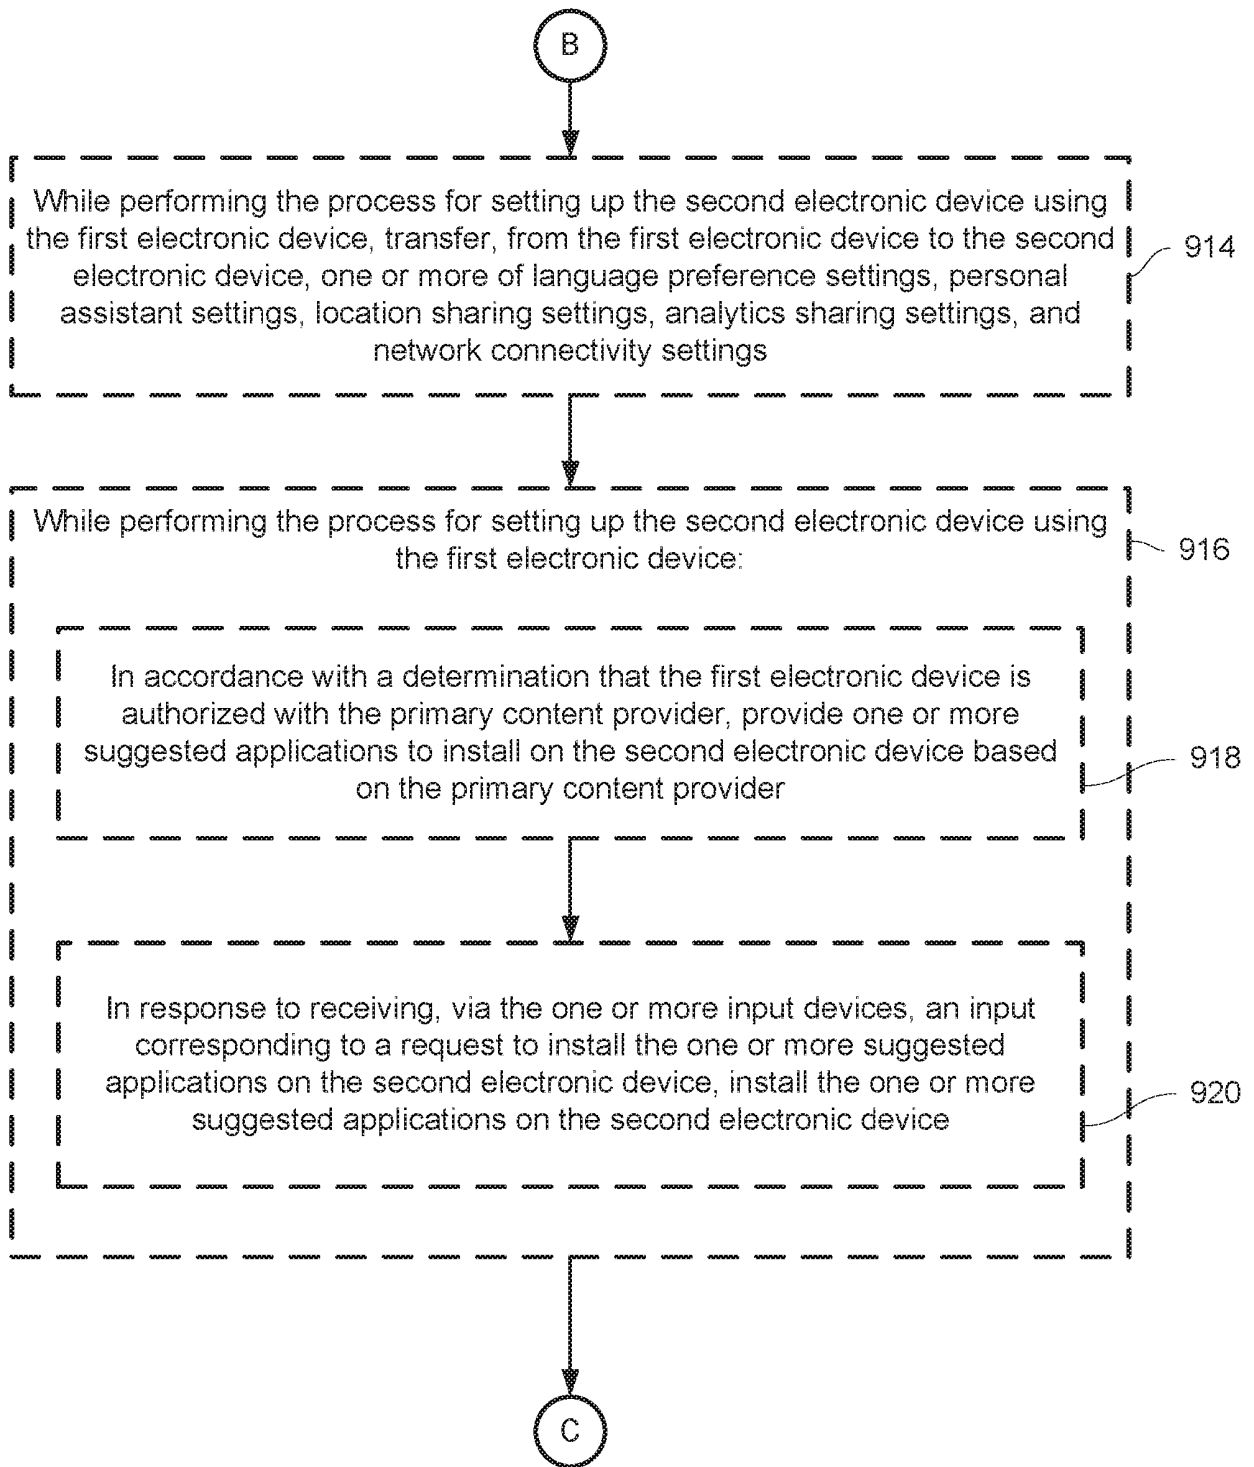 B
While performing the process for setting up the second electronic device using
the first electronic device, transfer, from the first electronic device to the second
electronic device, one or more of language preference settings, personal
assistant settings, location sharing settings, analytics sharing settings, and
network connectivity settings
914
While performing the process for setting up the second electronic device using
the first electronic device:
916
In accordance with a determination that the first electronic device is
authorized with the primary content provider, provide one or more
suggested applications to install on the second electronic device based
on the primary content provider
918
In response to receiving, via the one or more input devices, an input
corresponding to a request to install the one or more suggested
applications on the second electronic device, install the one or more
suggested applications on the second electronic device
920
C